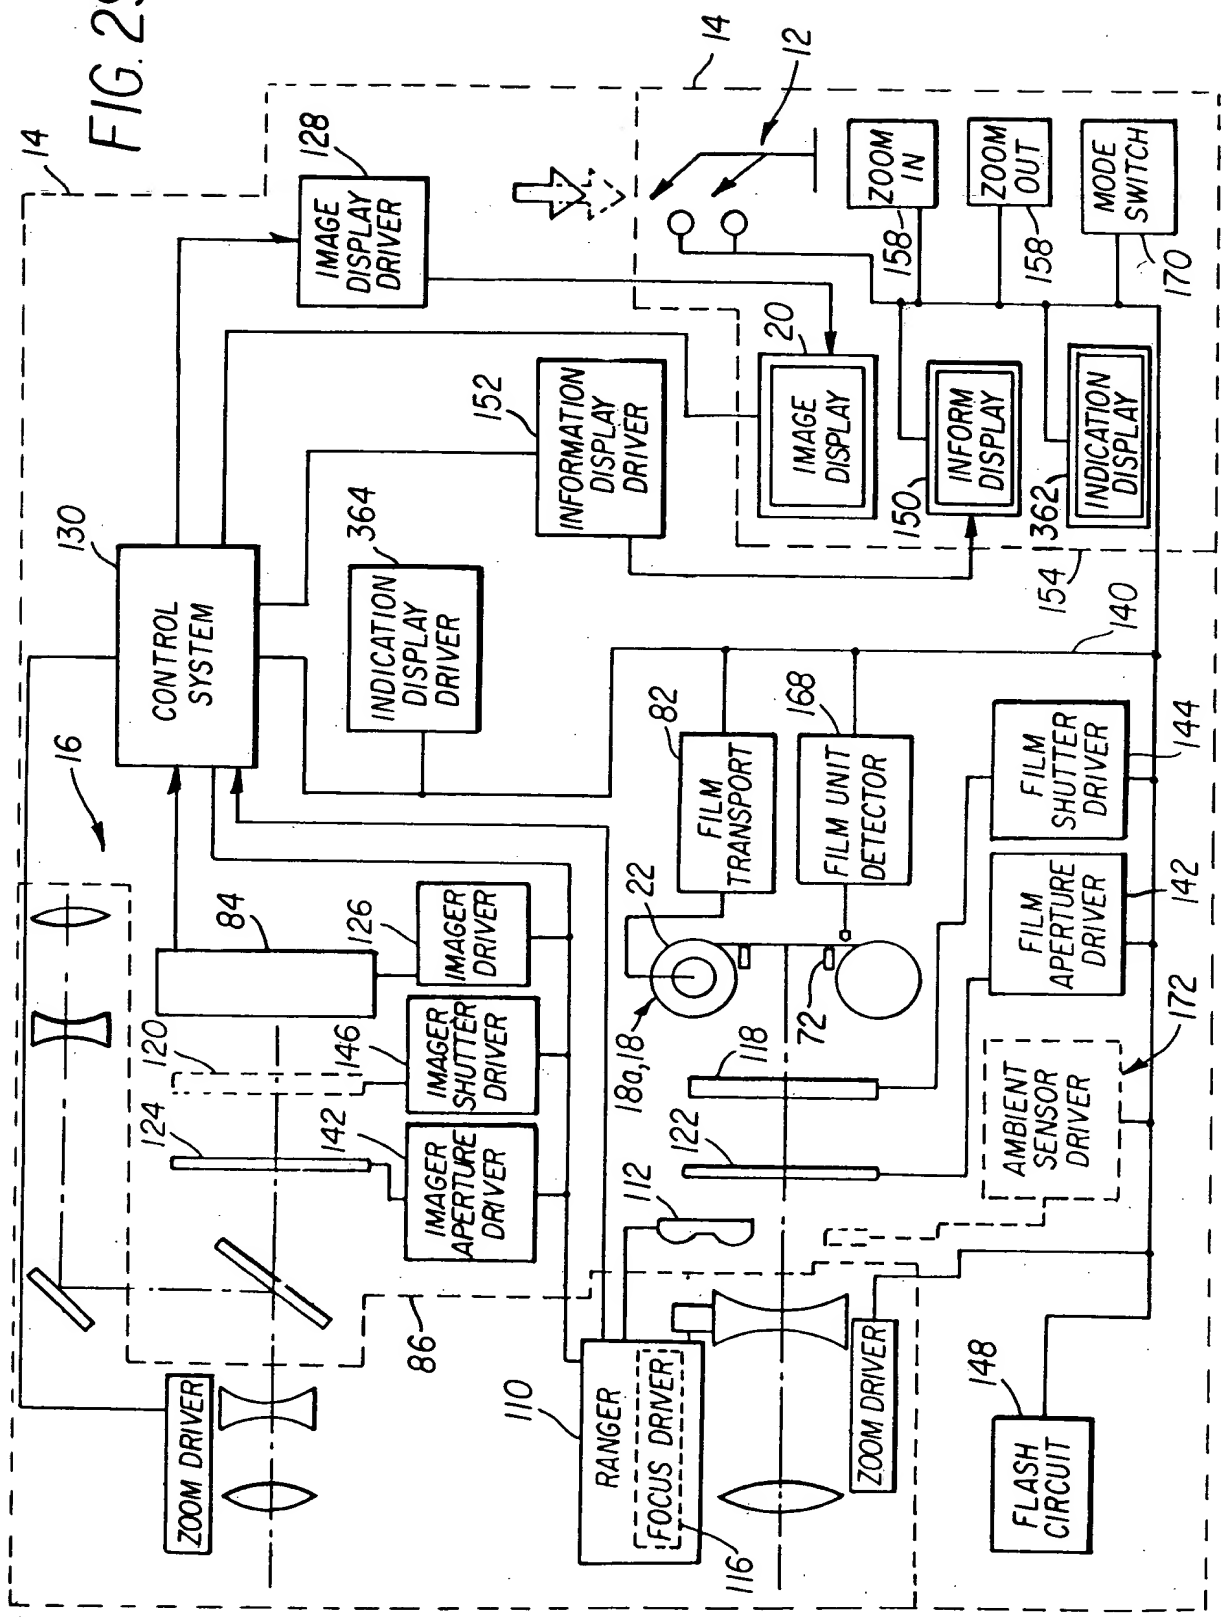 FIG.
14
16
130
CONTROL
SYSTEM
ZOOM DRIVER
124
120
84
142
IMAGER
APERTURE
DRIVER
146
IMAGER
SHUTTER
DRIVER
126
IMAGER
DRIVER
86
364
INDICATION
DISPLAY
DRIVER
152
INFORMATION
DISPLAY
DRIVER
128
IMAGE
DISPLAY
DRIVER
14
12
110
RANGER
FOCUS DRIVER
116
112
122
118
18a,18
22
72
82
FILM
TRANSPORT
168
FILM UNIT
DETECTOR
20
IMAGE
DISPLAY
150
INFORM
DISPLAY
362
INDICATION
DISPLAY
158
ZOOM
IN
158
ZOOM
OUT
170
MODE
SWITCH
154
140
ZOOM DRIVER
148
FLASH
CIRCUIT
AMBIENT
SENSOR
DRIVER
172
FILM
APERTURE
DRIVER
142
FILM
SHUTTER
DRIVER
144